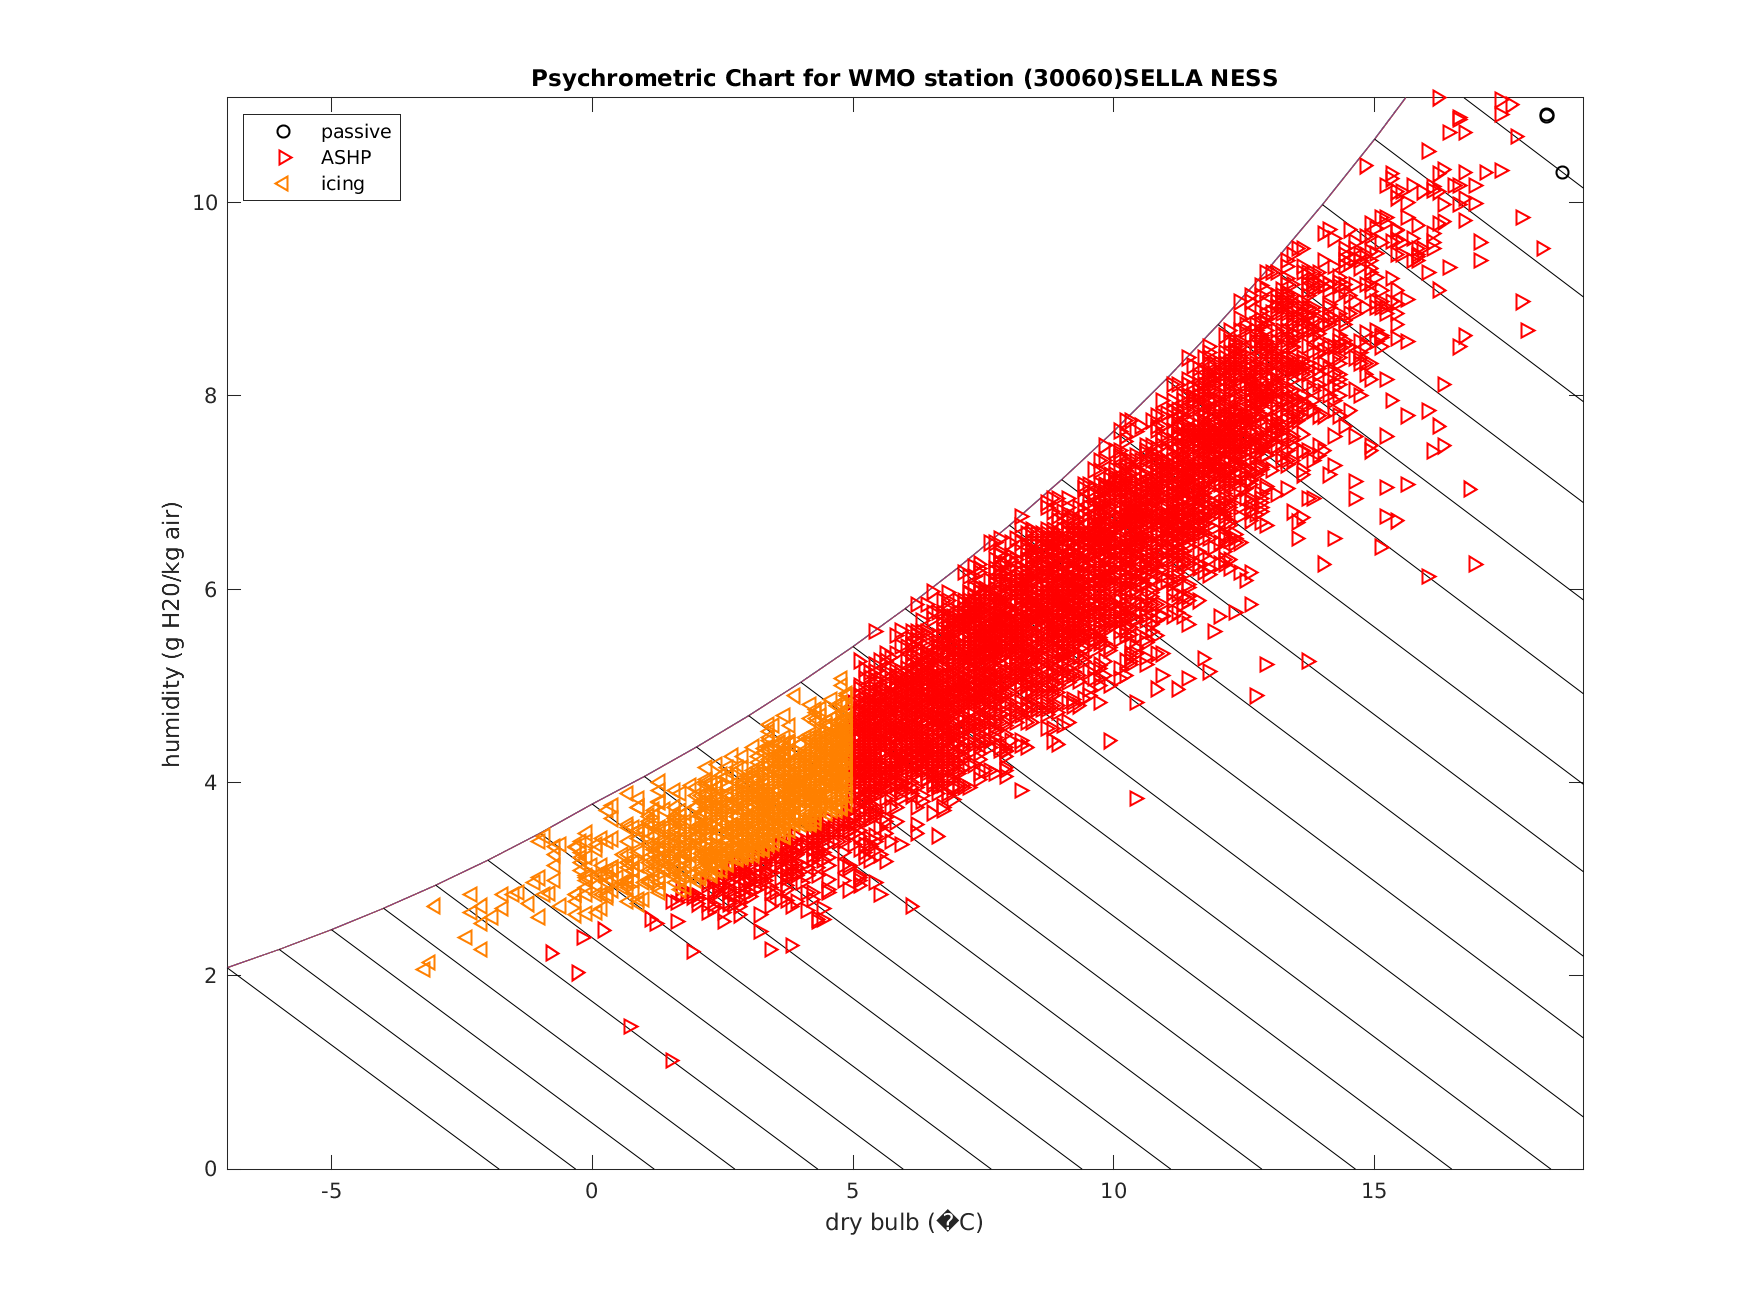 Psychrometric Chart for WMO station (30060)SELLA NESS
passive
ASHP
icing
humidity (g H20/kg air)
10
8
6
4
2
0
-5
0
5
10
15
dry bulb (�C)